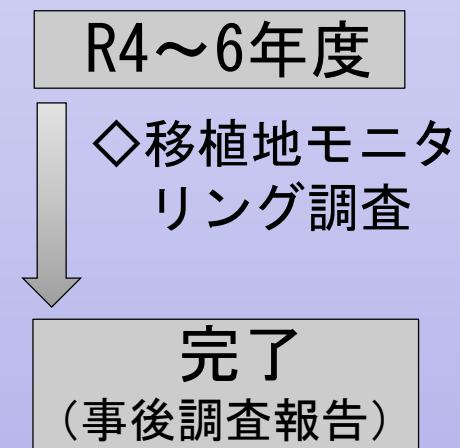 R4～6年度
◇移植地モニタ
リング調査
完了
（事後調査報告）